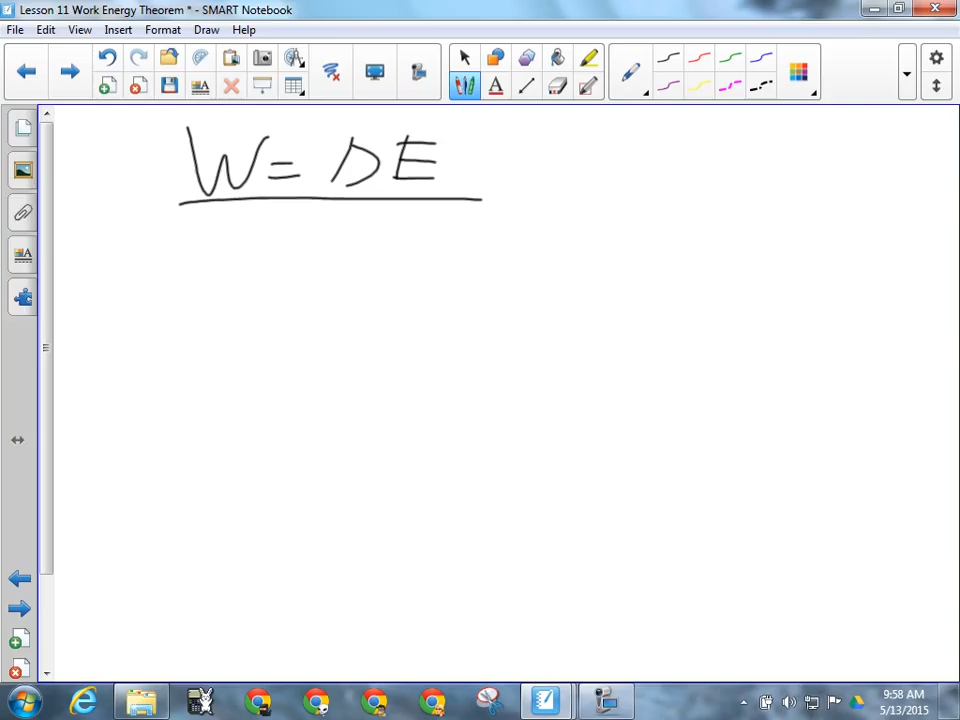 Lesson 11 Work Energy Theorem * - SMART Notebook
File Edit View Insert Format Draw Help
W = ΔE
9:58 AM
5/13/2015